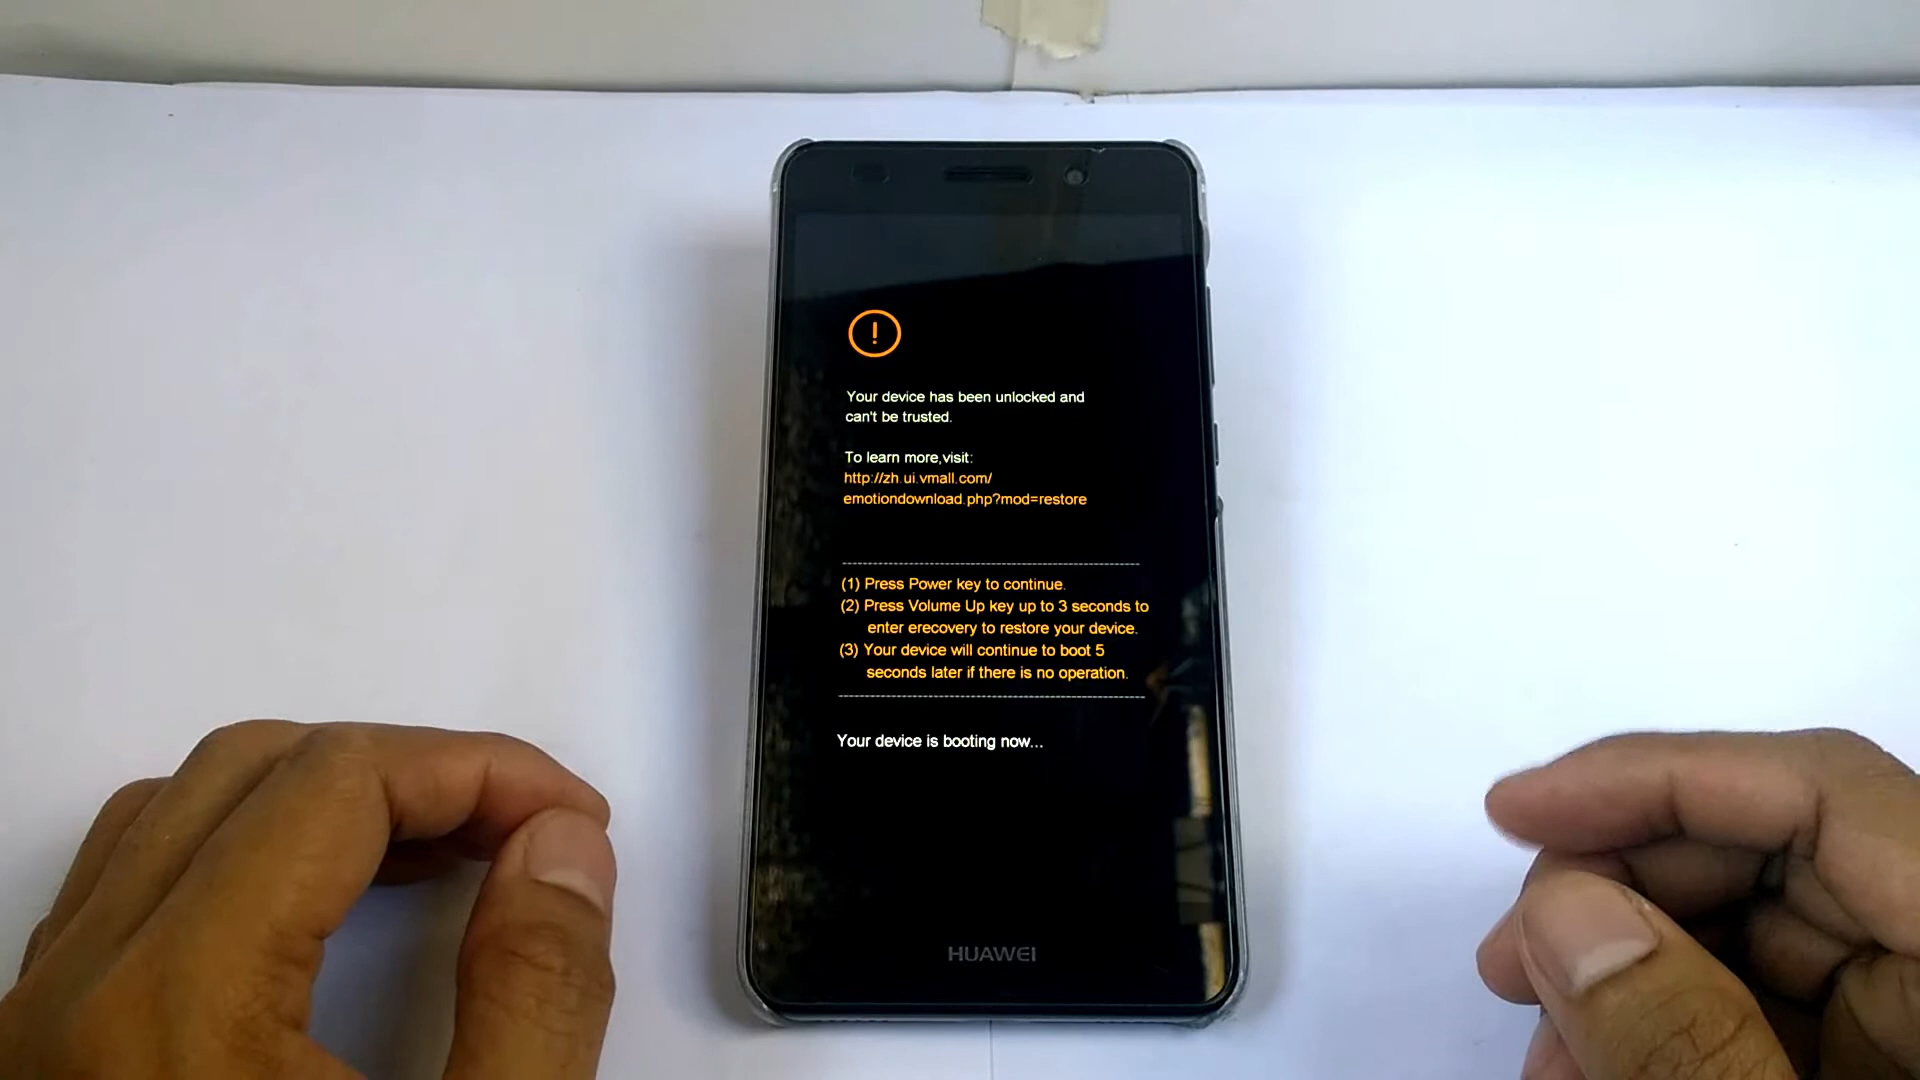 !
Your device has been unlocked and
can't be trusted.
To learn more,visit:
http://zh.ui.vmall.com/
emotiondownload.php?mod=restore
(1) Press Power key to continue.
(2) Press Volume Up key up to 3 seconds to
enter erecovery to restore your device.
(3) Your device will continue to boot 5
seconds later if there is no operation.
Your device is booting now...
HUAWEI